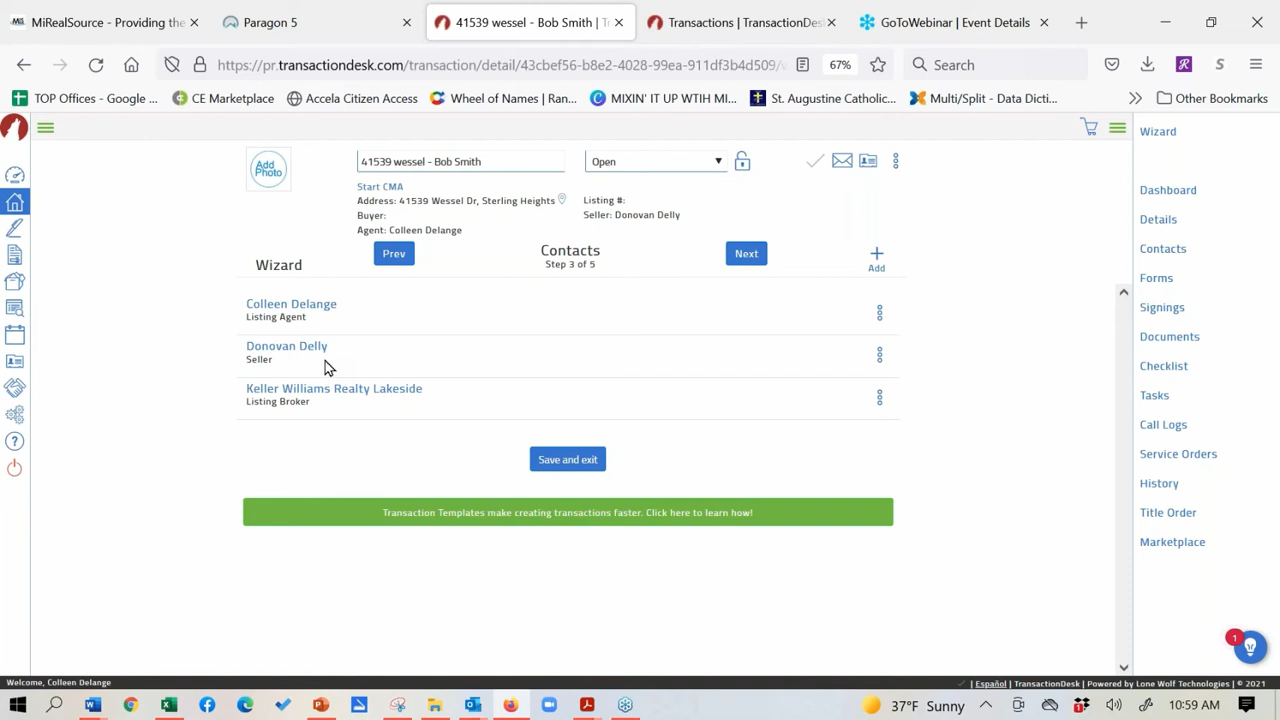 MiRealSource - Providing the
Paragon 5
41539 wessel - Bob Smith | T
Transactions | TransactionDes
GoToWebinar | Event Details
https://pr.transactiondesk.com/transaction/detail/43cbef56-b8e2-4028-99ea-911df3b4d509/
67%
Search
TOP Offices - Google ...
CE Marketplace
Accela Citizen Access
Wheel of Names | Ran...
MIXIN' IT UP WTIH MI...
St. Augustine Catholic...
Multi/Split - Data Dicti...
Other Bookmarks
Add Photo
41539 wessel - Bob Smith
Open
Start CMA
Address: 41539 Wessel Dr, Sterling Heights
Buyer:
Agent: Colleen Delange
Listing #:
Seller: Donovan Delly
Wizard
Prev
Contacts
Step 3 of 5
Next
Add
Colleen Delange
Listing Agent
Donovan Delly
Seller
Keller Williams Realty Lakeside
Listing Broker
Save and exit
Transaction Templates make creating transactions faster. Click here to learn how!
Wizard
Dashboard
Details
Contacts
Forms
Signings
Documents
Checklist
Tasks
Call Logs
Service Orders
History
Title Order
Marketplace
1
Welcome, Colleen Delange
| Español | TransactionDesk | Powered by Lone Wolf Technologies | © 2021
37°F Sunny
10:59 AM